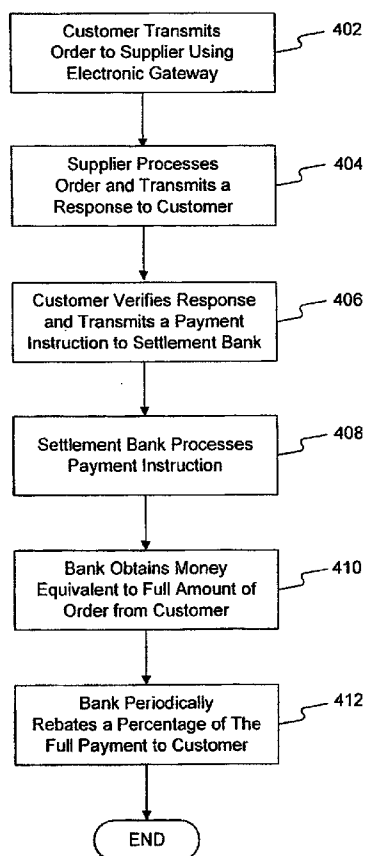 Customer Transmits
Order to Supplier Using
Electronic Gateway
402
Supplier Processes
Order and Transmits a
Response to Customer
404
Customer Verifies Response
and Transmits a Payment
Instruction to Settlement Bank
406
Settlement Bank Processes
Payment Instruction
408
Bank Obtains Money
Equivalent to Full Amount of
Order from Customer
410
Bank Periodically
Rebates a Percentage of The
Full Payment to Customer
412
END